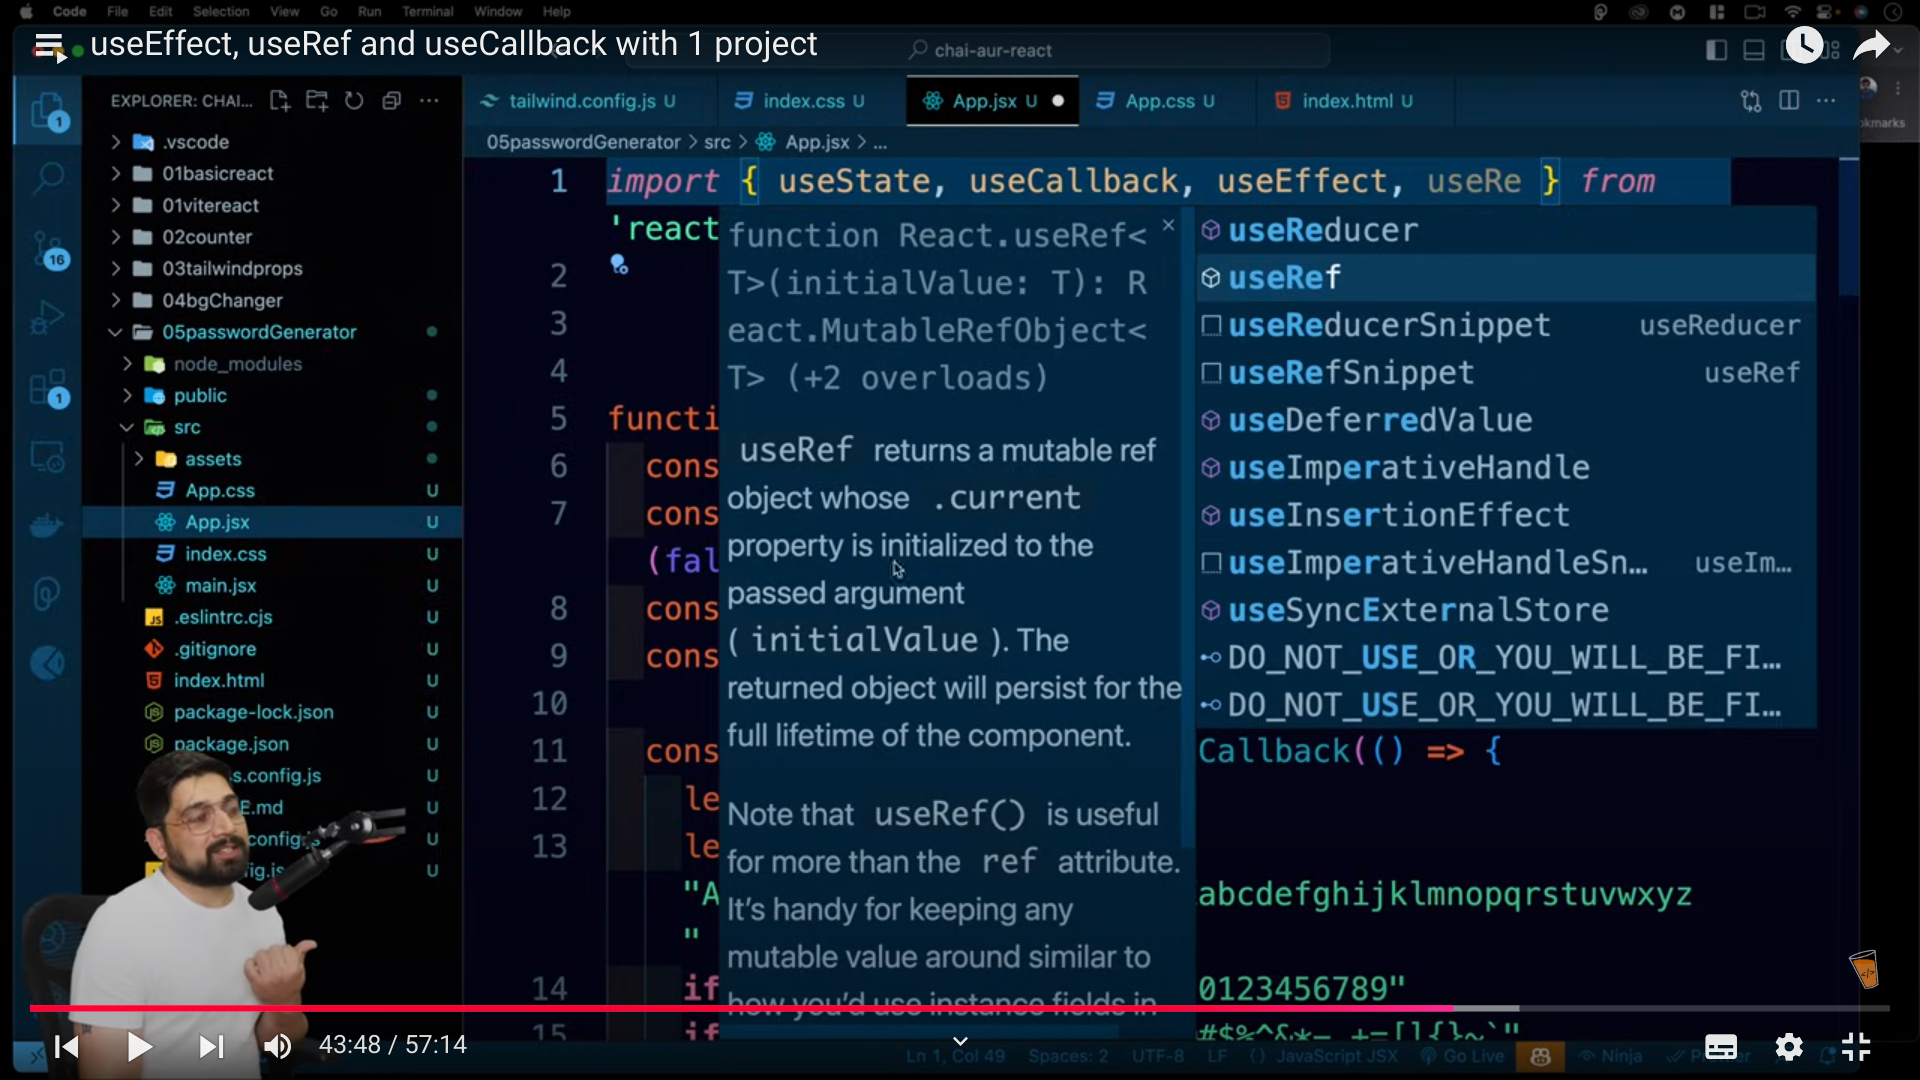 Code File Edit Selection View Go Run Terminal Window Help
useEffect, useRef and useCallback with 1 project
chai-aur-react
EXPLORER: CHAI...
tailwind.config.js U
index.css U
App.jsx U
App.css U
index.html U
kmarks
05passwordGenerator > src > App.jsx > ...
.vscode
01basicreact
01vitereact
02counter
03tailwindprops
04bgChanger
05passwordGenerator
node_modules
public
src
assets
App.css U
App.jsx U
index.css U
main.jsx U
.eslintrc.cjs U
.gitignore U
index.html U
package-lock.json U
package.json U
s.config.js U
E.md U
config.js U
fig.js U
1
16
1
1 import { useState, useCallback, useEffect, useRe } from
'react
2
3
4
5 functi
6 cons
7 cons
(fal
8 cons
9 cons
10
11 cons Callback(() => {
12 le
13 le
"A abcdefghijklmnopqrstuvwxyz
"
14 if 0123456789"
15 if #$%^&*-_+=[]{}~`"
function React.useRef<
T>(initialValue: T): R
eact.MutableRefObject<
T> (+2 overloads)
useRef returns a mutable ref
object whose .current
property is initialized to the
passed argument
( initialValue ). The
returned object will persist for the
full lifetime of the component.
Note that useRef() is useful
for more than the ref attribute.
It's handy for keeping any
mutable value around similar to
how you'd use instance fields in
useReducer
useRef
useReducerSnippet useReducer
useRefSnippet useRef
useDeferredValue
useImperativeHandle
useInsertionEffect
useImperativeHandleSn... useIm...
useSyncExternalStore
DO_NOT_USE_OR_YOU_WILL_BE_FI...
DO_NOT_USE_OR_YOU_WILL_BE_FI...
43:48 / 57:14
Ln 1, Col 49 Spaces: 2 UTF-8 LF {} JavaScript JSX Go Live Ninja